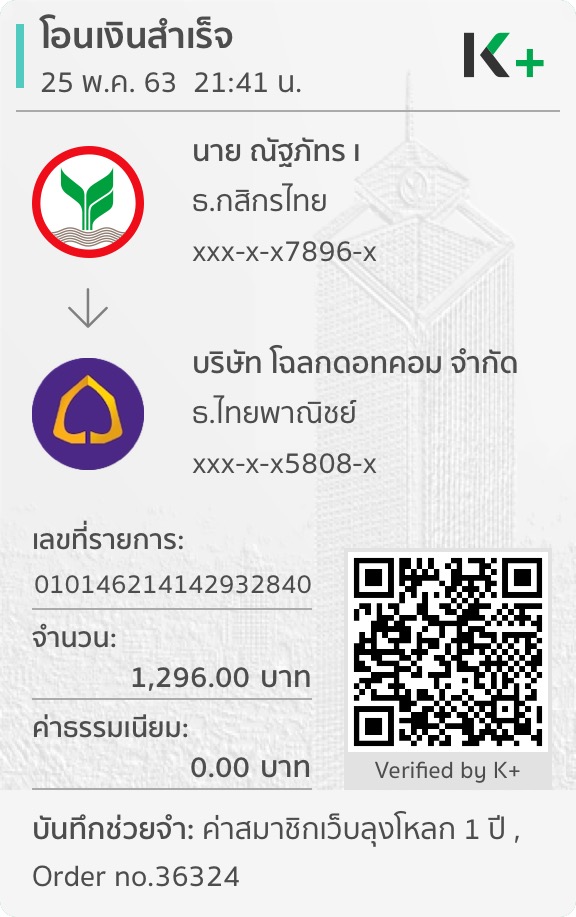 โอนเงินสำเร็จ
25 พ.ค. 63 21:41 น.
K+
นาย ณัฐภัทร เ
ธ.กสิกรไทย
xxx-x-x7896-x
บริษัท โฉลกดอทคอม จำกัด
ธ.ไทยพาณิชย์
xxx-x-x5808-x
เลขที่รายการ:
010146214142932840
จำนวน:
1,296.00 บาท
ค่าธรรมเนียม:
0.00 บาท
Verified by K+
บันทึกช่วยจำ: ค่าสมาชิกเว็บลุงโหลก 1 ปี ,
Order no.36324